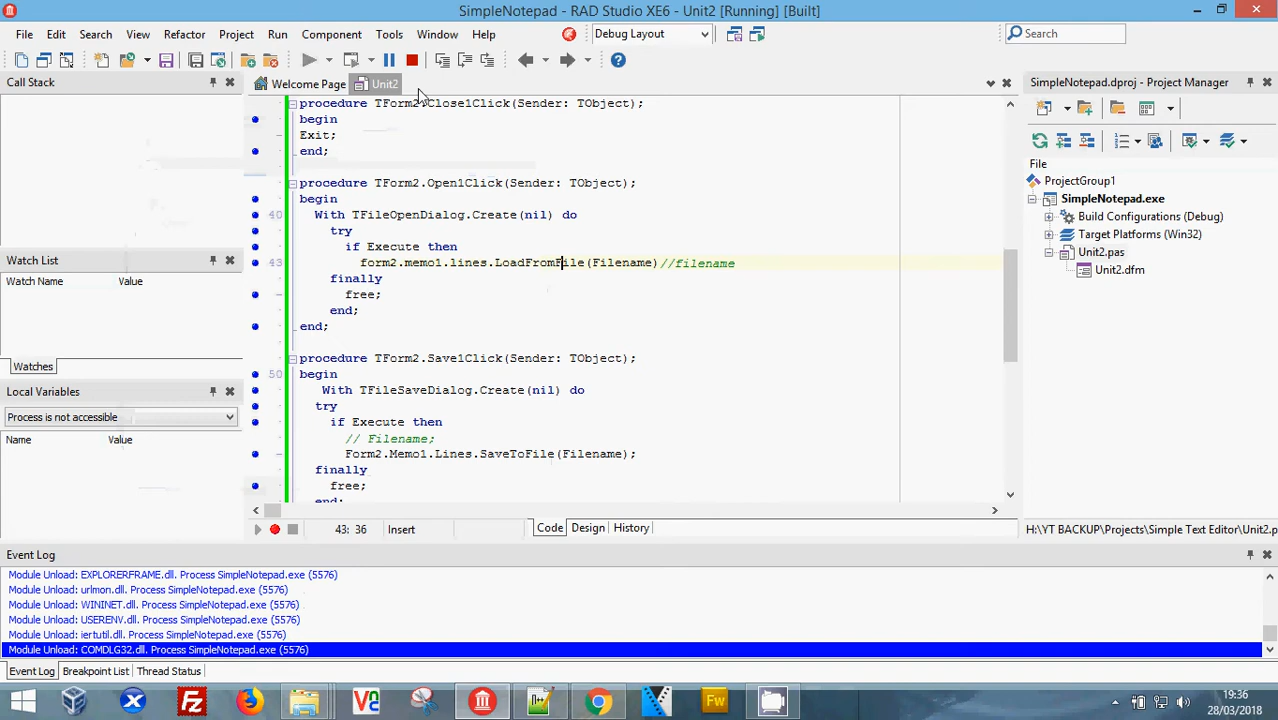 SimpleNotepad - RAD Studio XE6 - Unit2 [Running] [Built]
File Edit Search View Refactor Project Run Component Tools Window Help
Debug Layout
Search
Call Stack
Welcome Page
Unit2
SimpleNotepad.dproj - Project Manager
procedure TForm2.Close1Click(Sender: TObject);
begin
Exit;
end;
procedure TForm2.Open1Click(Sender: TObject);
begin
40 With TFileOpenDialog.Create(nil) do
try
if Execute then
43 form2.memo1.lines.LoadFromFile(Filename)//filename
finally
free;
end;
end;
procedure TForm2.Save1Click(Sender: TObject);
50 begin
With TFileSaveDialog.Create(nil) do
try
if Execute then
// Filename;
Form2.Memo1.Lines.SaveToFile(Filename);
finally
free;
end;
Watch List
Watch Name Value
Watches
Local Variables
Process is not accessible
Name Value
File
ProjectGroup1
SimpleNotepad.exe
Build Configurations (Debug)
Target Platforms (Win32)
Unit2.pas
Unit2.dfm
43: 36 Insert
Code Design History
H:\YT BACKUP\Projects\Simple Text Editor\Unit2.p
Event Log
Module Unload: EXPLORERFRAME.dll. Process SimpleNotepad.exe (5576)
Module Unload: urlmon.dll. Process SimpleNotepad.exe (5576)
Module Unload: WININET.dll. Process SimpleNotepad.exe (5576)
Module Unload: USERENV.dll. Process SimpleNotepad.exe (5576)
Module Unload: iertutil.dll. Process SimpleNotepad.exe (5576)
Module Unload: COMDLG32.dll. Process SimpleNotepad.exe (5576)
Event Log Breakpoint List Thread Status
Fw
19:36
28/03/2018